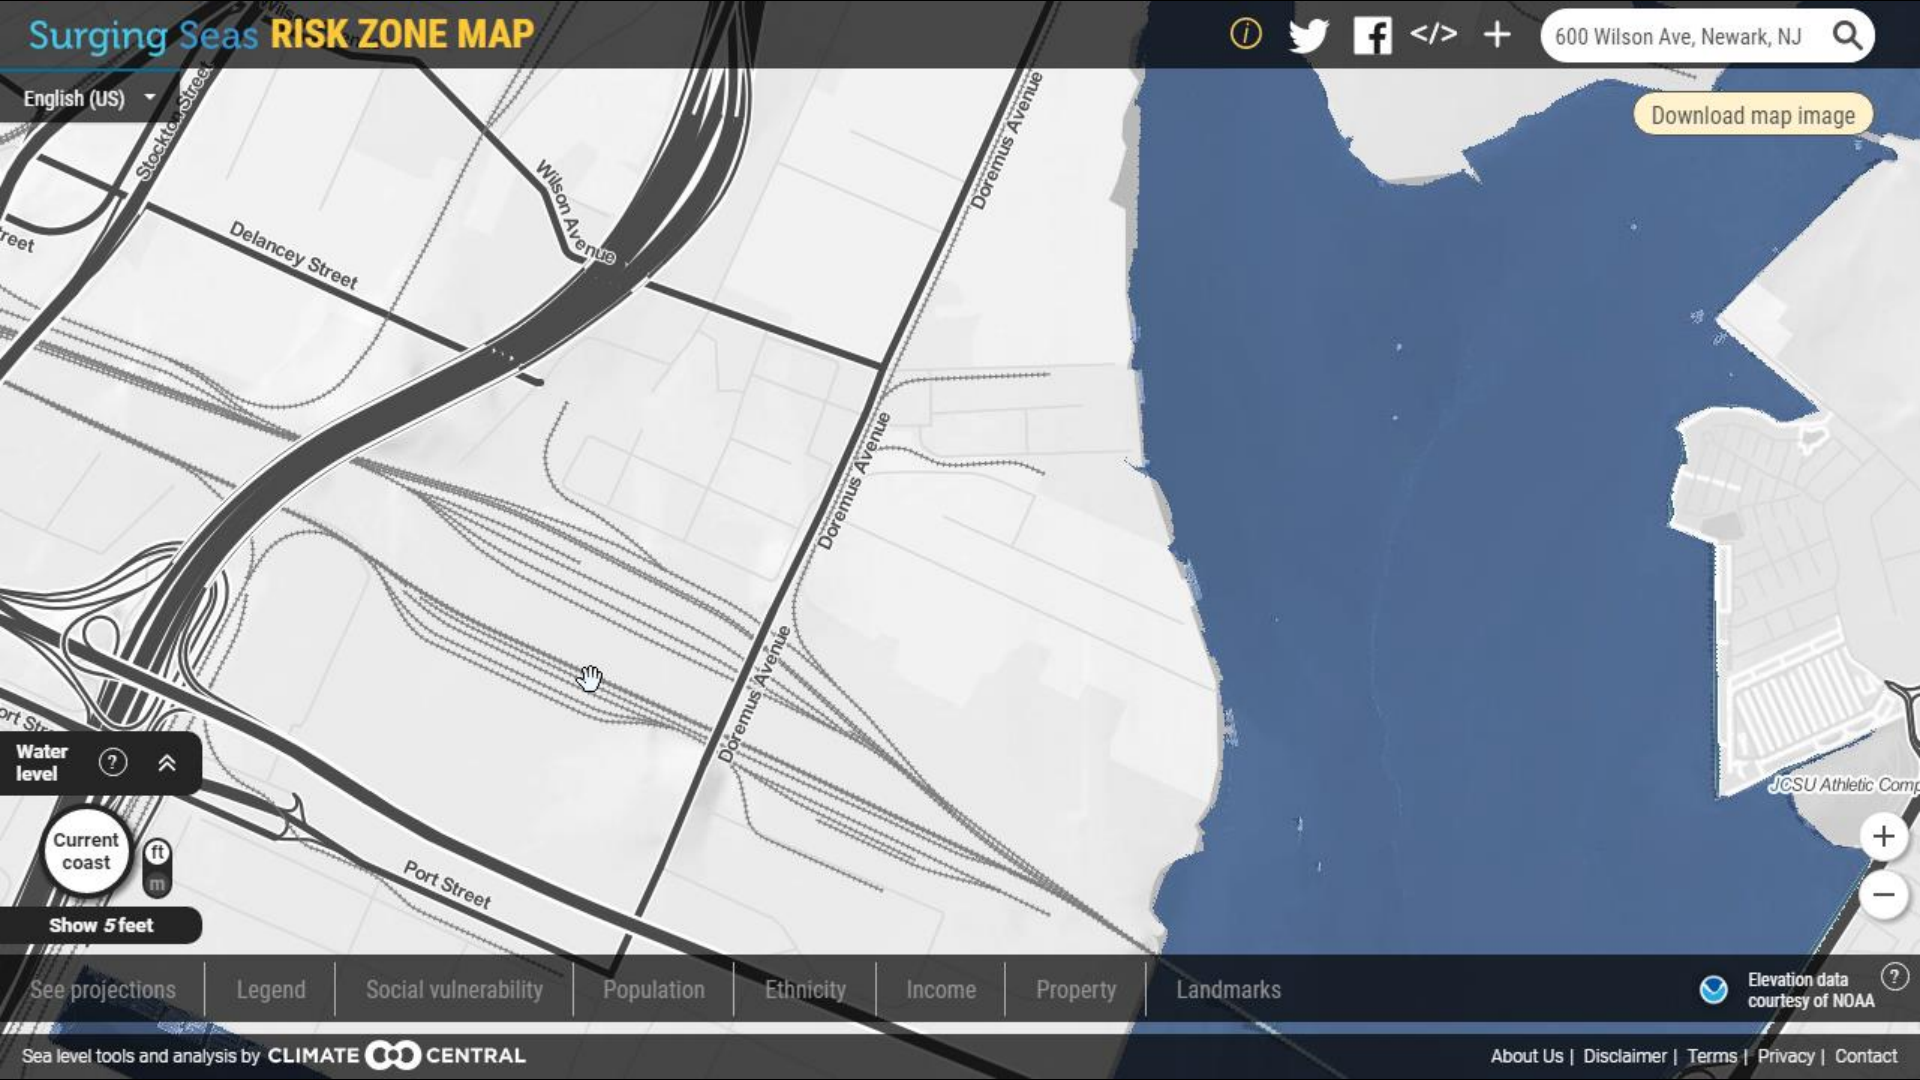 Surging Seas RISK ZONE MAP
</>
600 Wilson Ave, Newark, NJ
English (US)
Download map image
Stockton Street
Wilson Avenue
Delancey Street
Doremus Avenue
Doremus Avenue
Doremus Avenue
Port Street
JCSU Athletic Comp
Water
level
?
Current
coast
ft
m
Show 5 feet
+
−
See projections
Legend
Social vulnerability
Population
Ethnicity
Income
Property
Landmarks
Elevation data
courtesy of NOAA
?
Sea level tools and analysis by CLIMATE CENTRAL
About Us | Disclaimer | Terms | Privacy | Contact